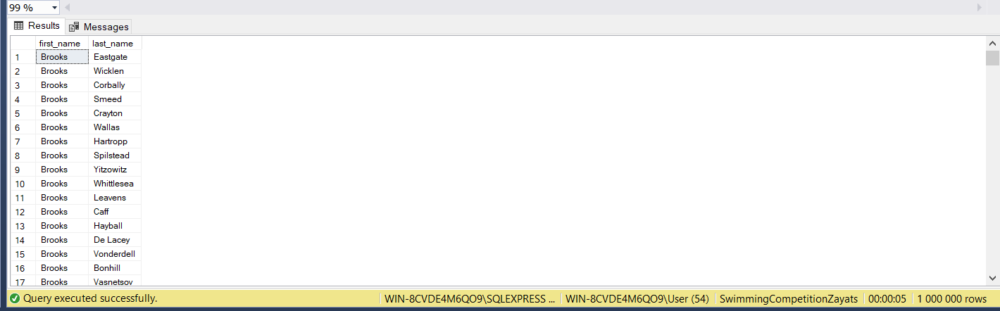 99 %
Results Messages
first_name last_name
1 Brooks Eastgate
2 Brooks Wicklen
3 Brooks Corbally
4 Brooks Smeed
5 Brooks Crayton
6 Brooks Wallas
7 Brooks Hartropp
8 Brooks Spilstead
9 Brooks Yitzowitz
10 Brooks Whittlesea
11 Brooks Leavens
12 Brooks Caff
13 Brooks Hayball
14 Brooks De Lacey
15 Brooks Vonderdell
16 Brooks Bonhill
17 Brooks Vasnetsov
Query executed successfully. WIN-8CVDE4M6QO9\SQLEXPRESS ... WIN-8CVDE4M6QO9\User (54) SwimmingCompetitionZayats 00:00:05 1 000 000 rows